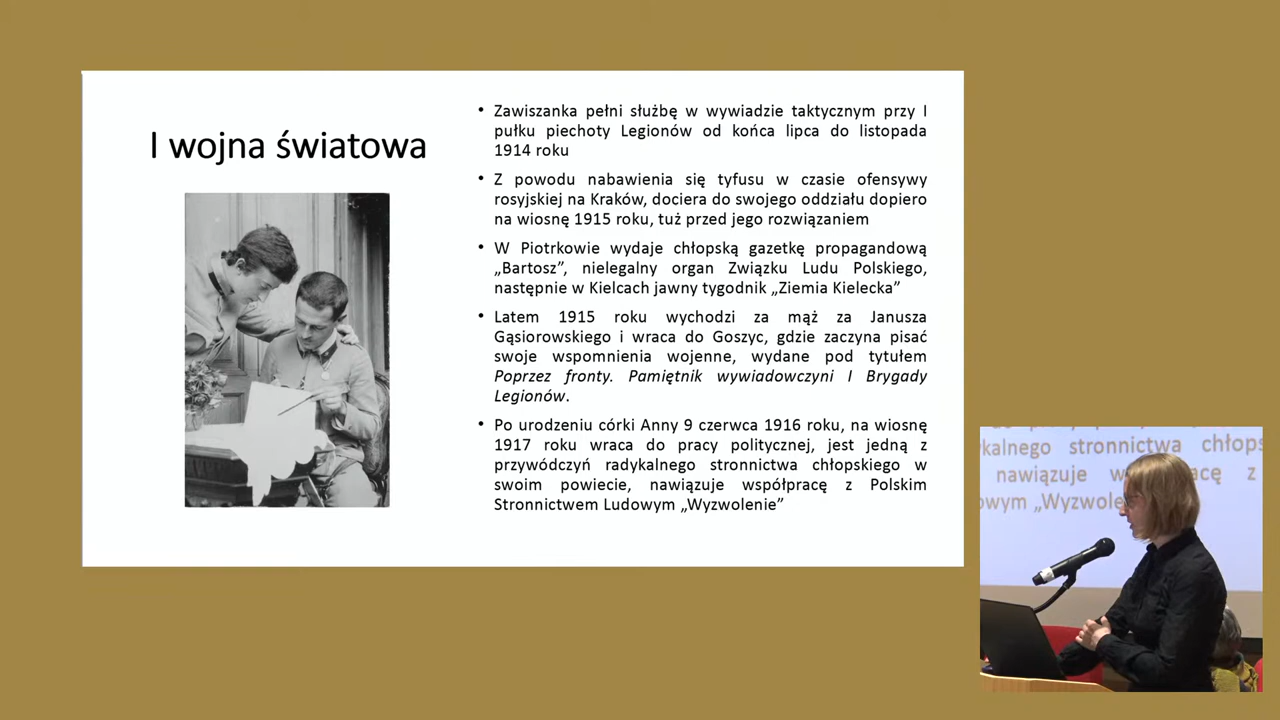 I wojna światowa
• Zawiszanka pełni służbę w wywiadzie taktycznym przy I
pułku piechoty Legionów od końca lipca do listopada
1914 roku
• Z powodu nabawienia się tyfusu w czasie ofensywy
rosyjskiej na Kraków, dociera do swojego oddziału dopiero
na wiosnę 1915 roku, tuż przed jego rozwiązaniem
• W Piotrkowie wydaje chłopską gazetkę propagandową
„Bartosz”, nielegalny organ Związku Ludu Polskiego,
następnie w Kielcach jawny tygodnik „Ziemia Kielecka”
• Latem 1915 roku wychodzi za mąż za Janusza
Gąsiorowskiego i wraca do Goszyc, gdzie zaczyna pisać
swoje wspomnienia wojenne, wydane pod tytułem
Poprzez fronty. Pamiętnik wywiadowczyni I Brygady
Legionów.
• Po urodzeniu córki Anny 9 czerwca 1916 roku, na wiosnę
1917 roku wraca do pracy politycznej, jest jedną z
przywódczyń radykalnego stronnictwa chłopskiego w
swoim powiecie, nawiązuje współpracę z Polskim
Stronnictwem Ludowym „Wyzwolenie”
ykalnego stronnictwa chłops
nawiązuje w acę z
owym „Wyzwole